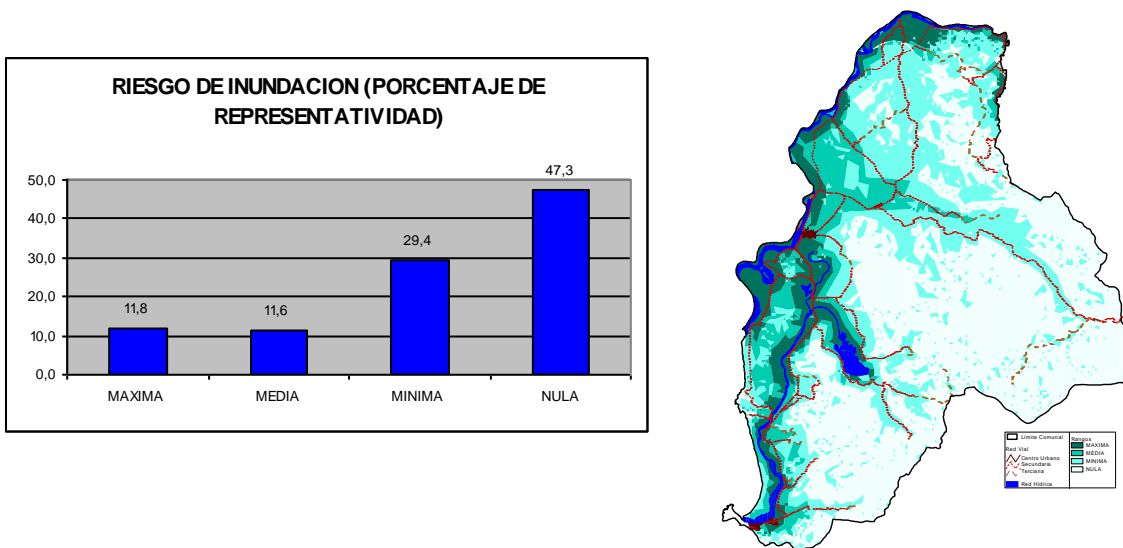 RIESGO DE INUNDACION (PORCENTAJE DE
REPRESENTATIVIDAD)
50,0
40,0
30,0
20,0
10,0
0,0
11,8
11,6
29,4
47,3
MAXIMA
MEDIA
MINIMA
NULA
Limite Comunal
Red Vial
Centro Urbano
Secundaria
Terciaria
Red Hídrica
Rangos
MAXIMA
MEDIA
MINIMA
NULA